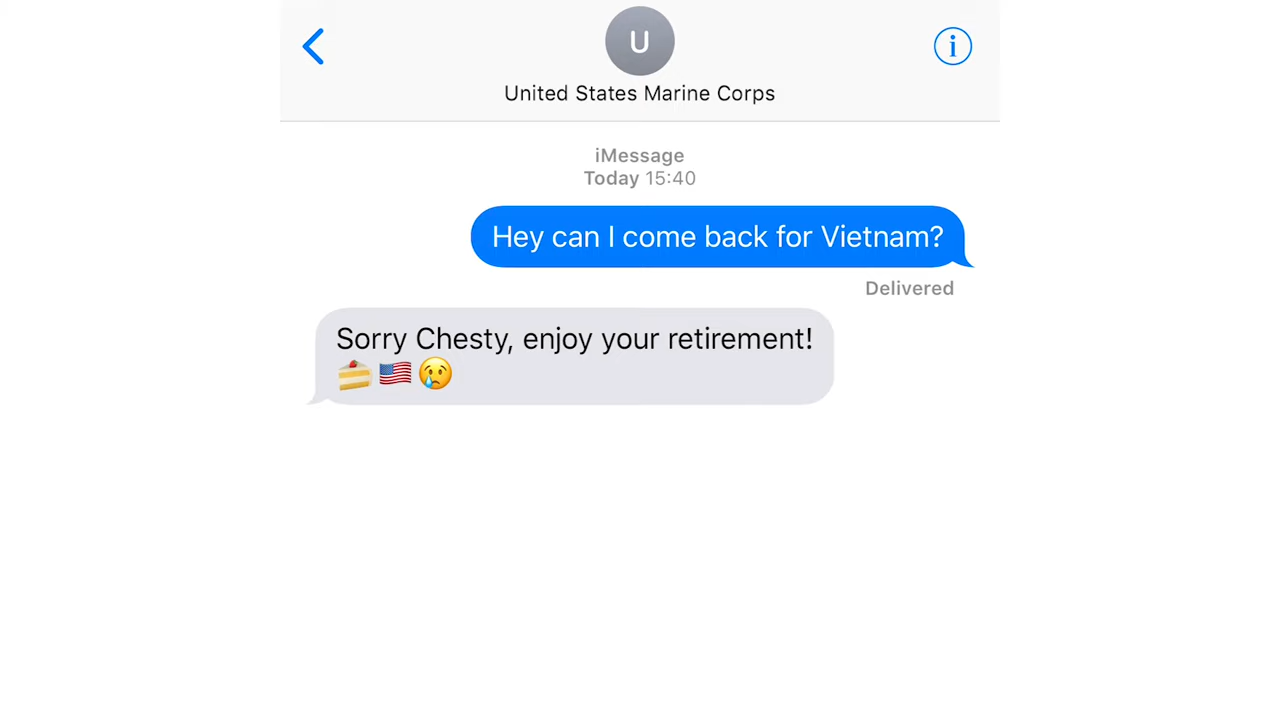 U
i
United States Marine Corps
iMessage
Today 15:40
Hey can I come back for Vietnam?
Delivered
Sorry Chesty, enjoy your retirement!
🍰🇺🇸😢